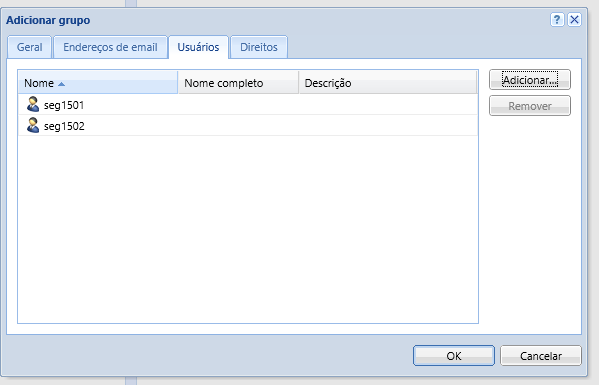 Adicionar grupo
?
Geral Endereços de email Usuários Direitos
Nome Nome completo Descrição
Adicionar...
seg1501
Remover
seg1502
OK Cancelar